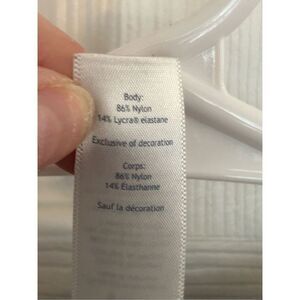 Body:
86% Nylon
14% Lycra® elastane
Exclusive of decoration
Corps:
86% Nylon
14% Elasthanne
Sauf la décoration